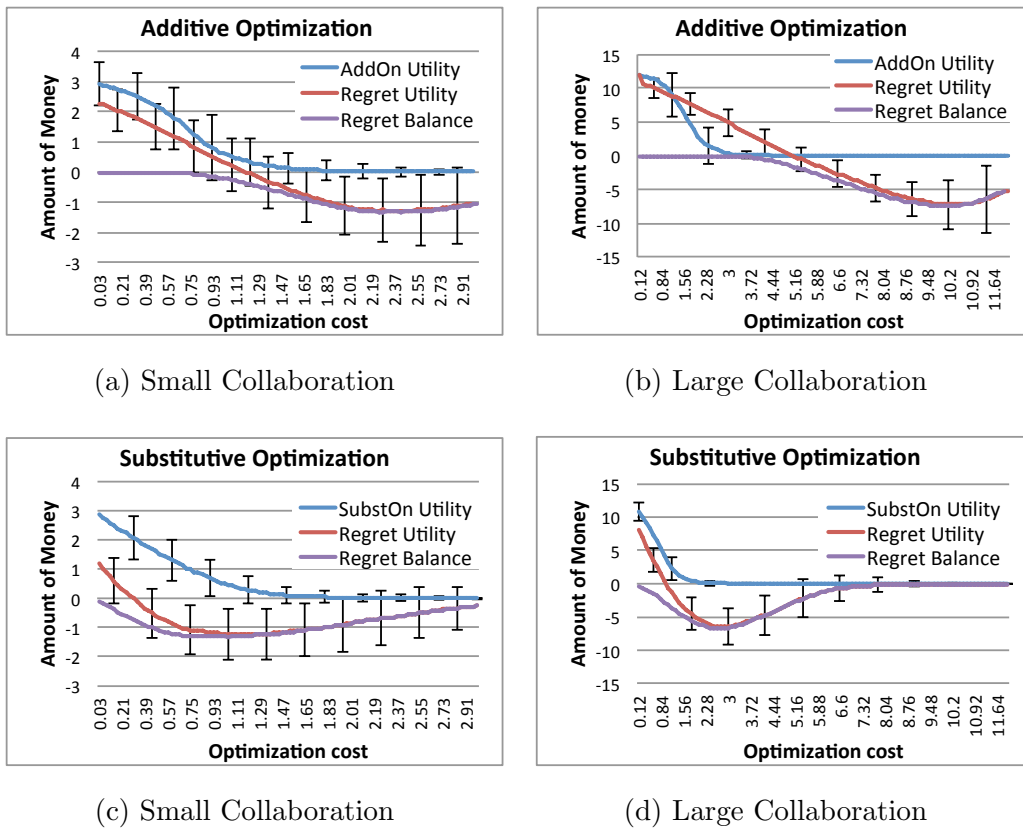 Additive Optimization
Amount of Money
4
3
2
1
0
-1
-2
-3
AddOn Utility
Regret Utility
Regret Balance
0.03 0.21 0.39 0.57 0.75 0.93 1.11 1.29 1.47 1.65 1.83 2.01 2.19 2.37 2.55 2.73 2.91
Optimization cost
(a) Small Collaboration
Additive Optimization
Amount of money
15
10
5
0
-5
-10
-15
AddOn Utility
Regret Utility
Regret Balance
0.12 0.84 1.56 2.28 3 3.72 4.44 5.16 5.88 6.6 7.32 8.04 8.76 9.48 10.2 10.92 11.64
Optimization cost
(b) Large Collaboration
Substitutive Optimization
Amount of Money
4
3
2
1
0
-1
-2
-3
SubstOn Utility
Regret Utility
Regret Balance
0.03 0.21 0.39 0.57 0.75 0.93 1.11 1.29 1.47 1.65 1.83 2.01 2.19 2.37 2.55 2.73 2.91
Optimization cost
(c) Small Collaboration
Substitutive Optimization
Amount of Money
15
10
5
0
-5
-10
-15
SubstOn Utility
Regret Utility
Regret Balance
0.12 0.84 1.56 2.28 3 3.72 4.44 5.16 5.88 6.6 7.32 8.04 8.76 9.48 10.2 10.92 11.64
Optimization cost
(d) Large Collaboration